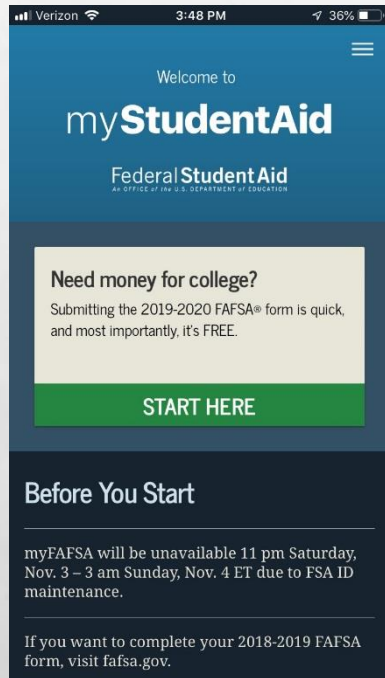 Verizon 3:48 PM 36%
Welcome to
myStudentAid
Federal Student Aid
An OFFICE of the U.S. DEPARTMENT of EDUCATION
Need money for college?
Submitting the 2019-2020 FAFSA® form is quick,
and most importantly, it's FREE.
START HERE
Before You Start
myFAFSA will be unavailable 11 pm Saturday,
Nov. 3 – 3 am Sunday, Nov. 4 ET due to FSA ID
maintenance.
If you want to complete your 2018-2019 FAFSA
form, visit fafsa.gov.